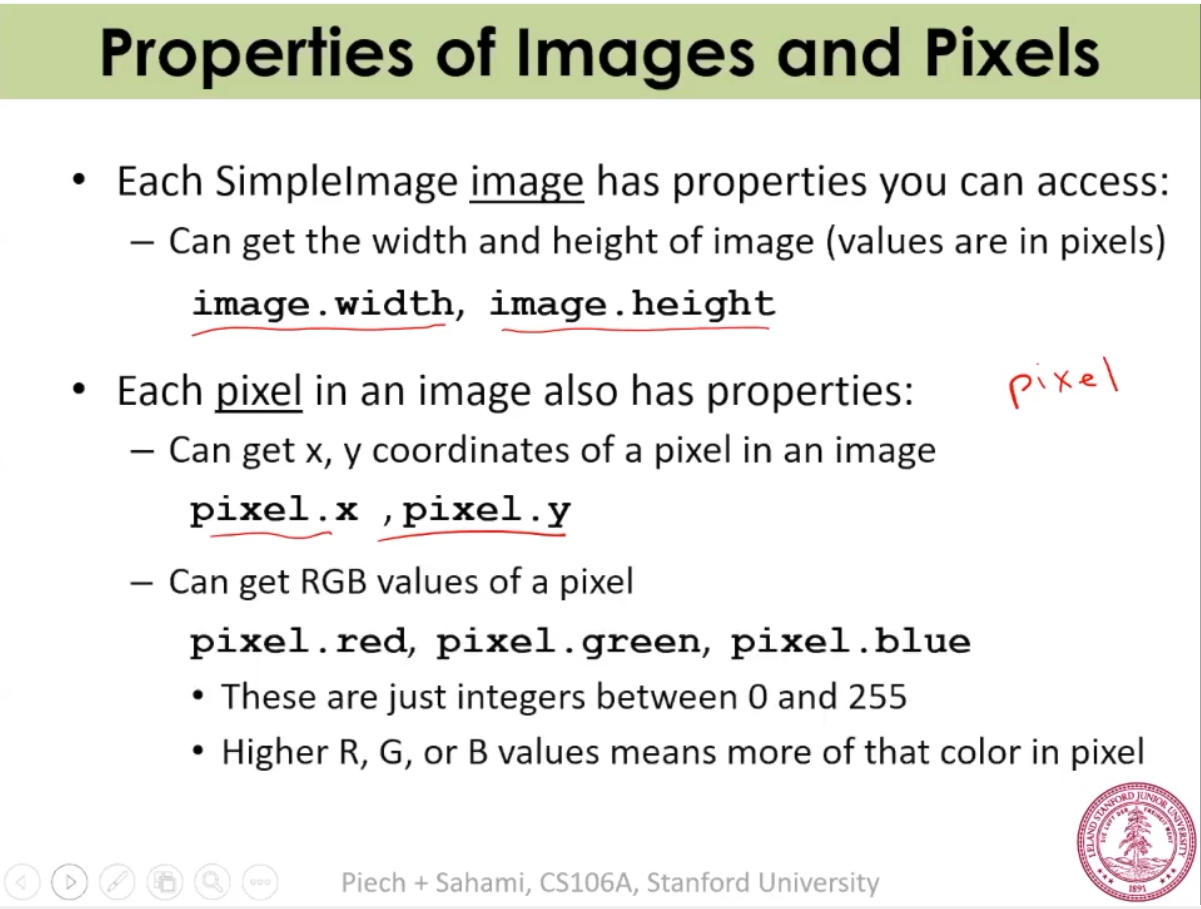 Properties of Images and Pixels
• Each SimpleImage image has properties you can access:
– Can get the width and height of image (values are in pixels)
image.width, image.height
• Each pixel in an image also has properties:
pixel
– Can get x, y coordinates of a pixel in an image
pixel.x ,pixel.y
– Can get RGB values of a pixel
pixel.red, pixel.green, pixel.blue
• These are just integers between 0 and 255
• Higher R, G, or B values means more of that color in pixel
LELAND STANFORD JUNIOR UNIVERSITY
1891
Piech + Sahami, CS106A, Stanford University